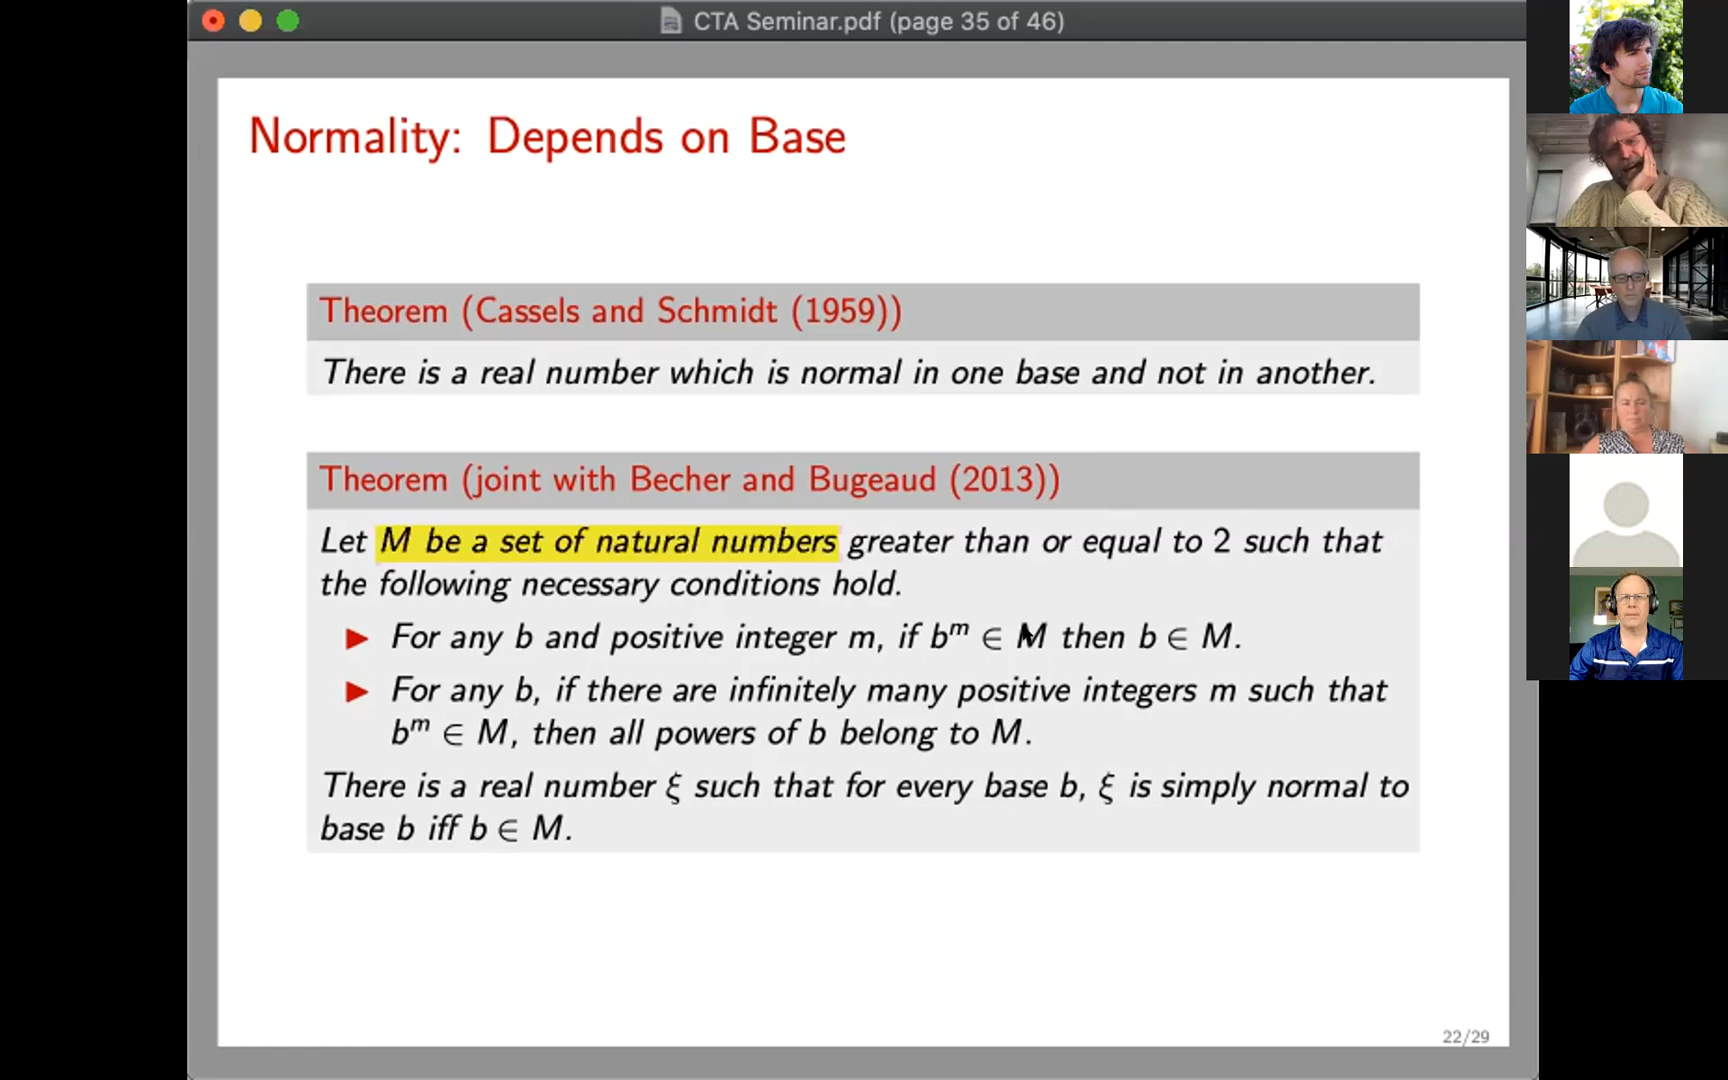 CTA Seminar.pdf (page 35 of 46)
Normality: Depends on Base
Theorem (Cassels and Schmidt (1959))
There is a real number which is normal in one base and not in another.
Theorem (joint with Becher and Bugeaud (2013))
Let M be a set of natural numbers greater than or equal to 2 such that
the following necessary conditions hold.
▶ For any b and positive integer m, if bᵐ ∈ M then b ∈ M.
▶ For any b, if there are infinitely many positive integers m such that
bᵐ ∈ M, then all powers of b belong to M.
There is a real number ξ such that for every base b, ξ is simply normal to
base b iff b ∈ M.
22/29